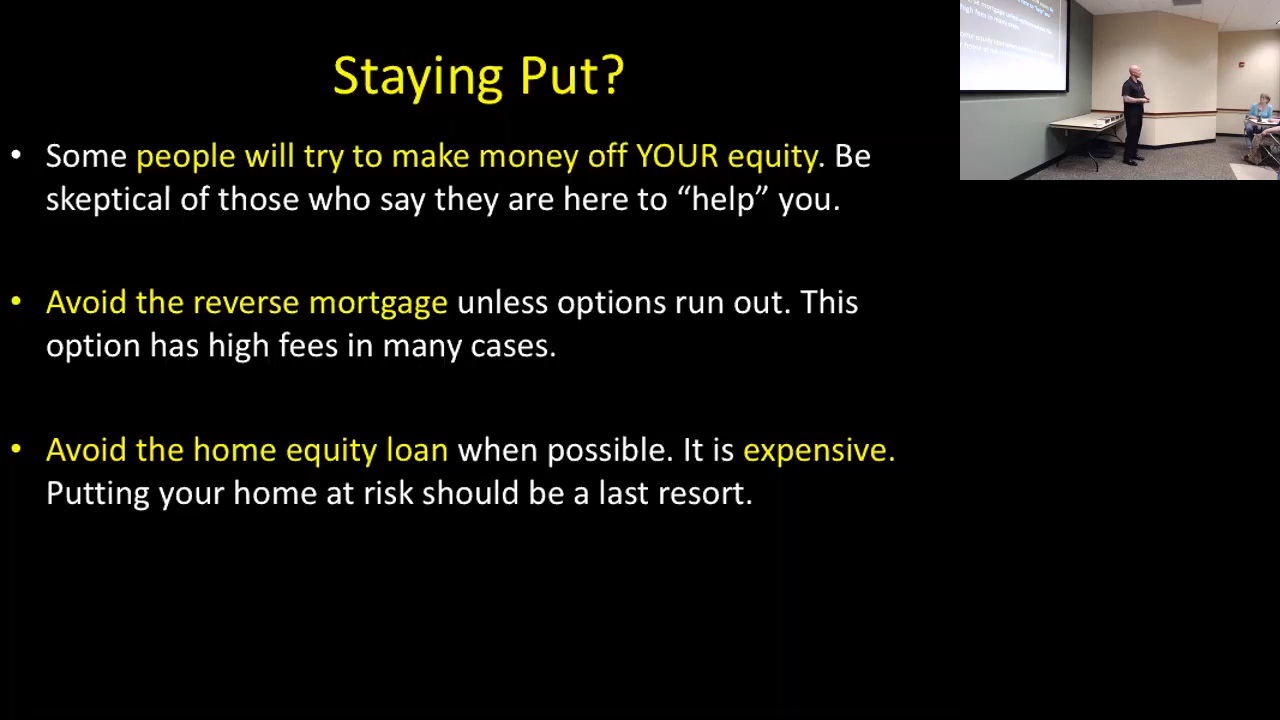 Staying Put?
• Some people will try to make money off YOUR equity. Be
skeptical of those who say they are here to “help” you.
• Avoid the reverse mortgage unless options run out. This
option has high fees in many cases.
• Avoid the home equity loan when possible. It is expensive.
Putting your home at risk should be a last resort.